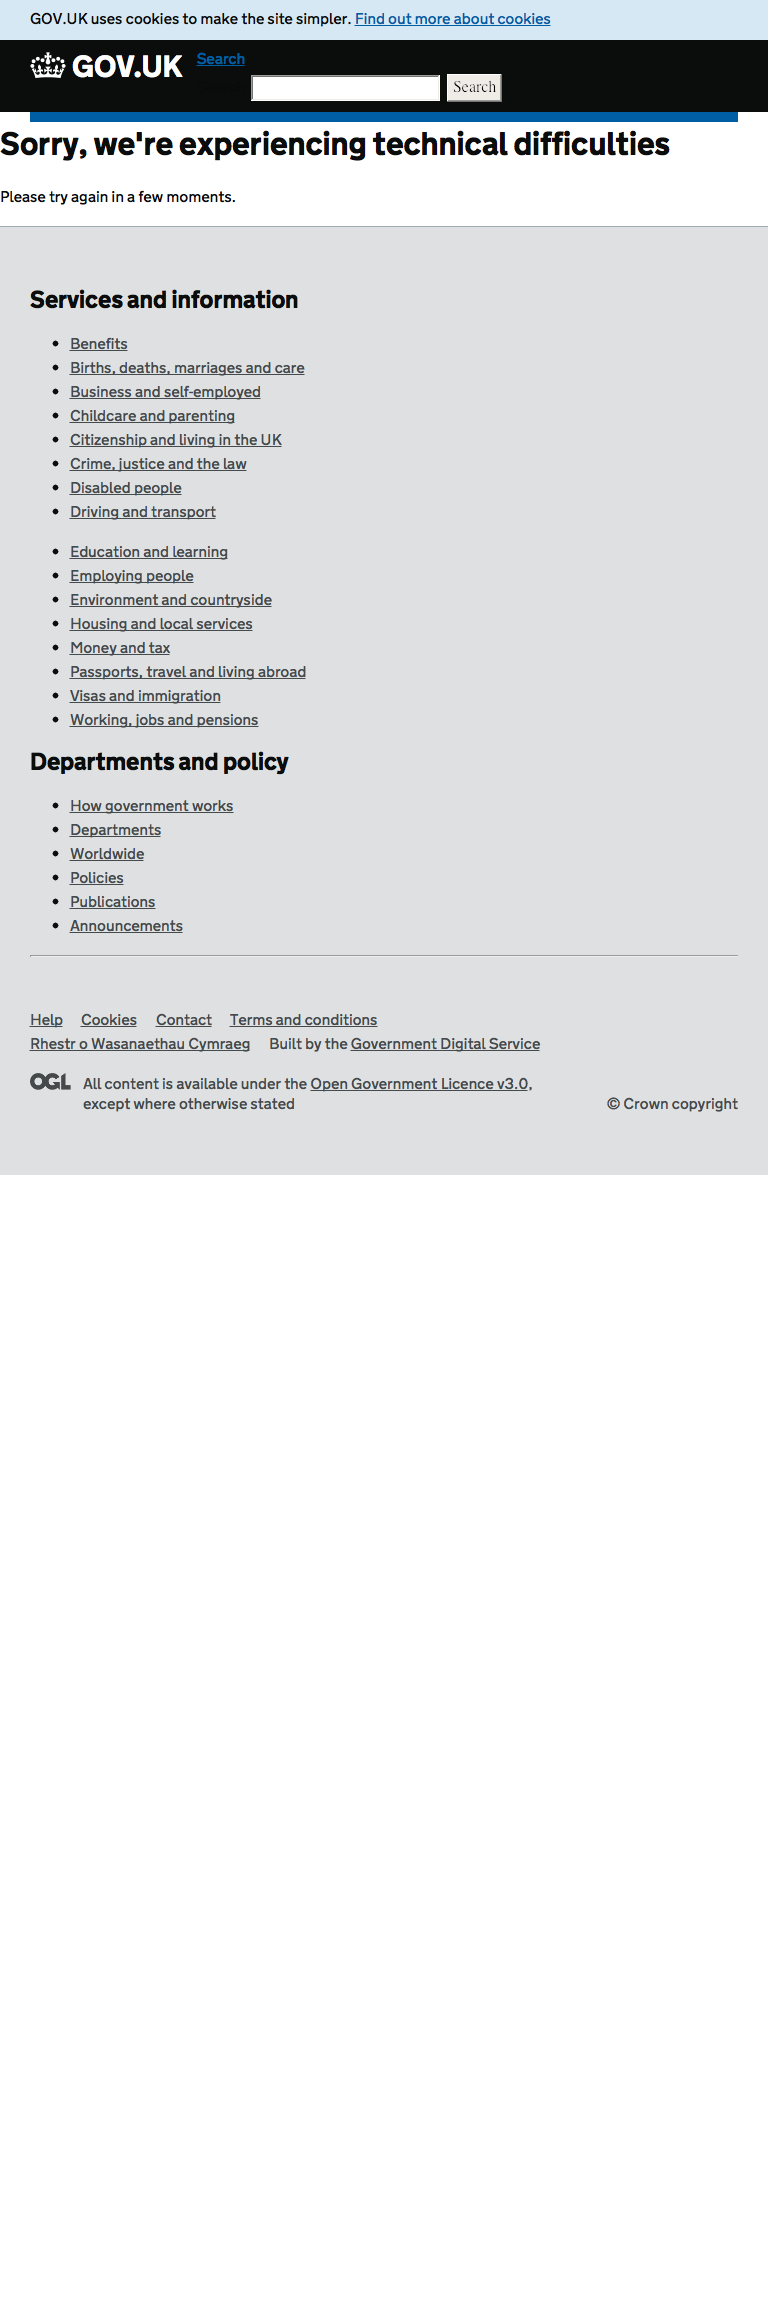 GOV.UK uses cookies to make the site simpler. Find out more about cookies
GOV.UK
Search
Search
Sorry, we're experiencing technical difficulties
Please try again in a few moments.
Services and information
Benefits
Births, deaths, marriages and care
Business and self-employed
Childcare and parenting
Citizenship and living in the UK
Crime, justice and the law
Disabled people
Driving and transport
Education and learning
Employing people
Environment and countryside
Housing and local services
Money and tax
Passports, travel and living abroad
Visas and immigration
Working, jobs and pensions
Departments and policy
How government works
Departments
Worldwide
Policies
Publications
Announcements
Help Cookies Contact Terms and conditions
Rhestr o Wasanaethau Cymraeg Built by the Government Digital Service
OGL All content is available under the Open Government Licence v3.0,
except where otherwise stated © Crown copyright